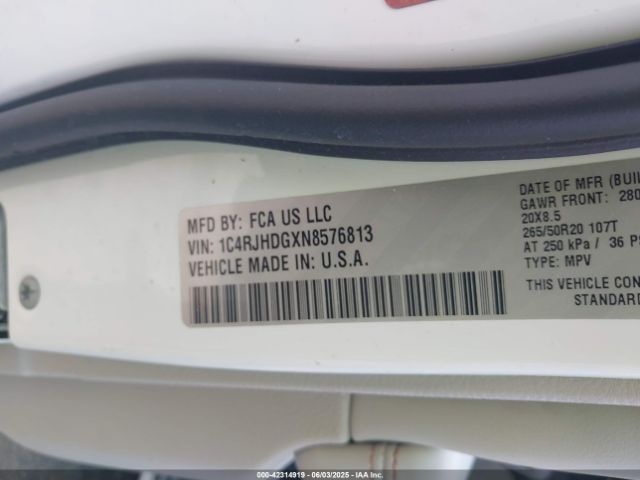 MFD BY: FCA US LLC
VIN: 1C4RJHDGXN8576813
VEHICLE MADE IN: U.S.A.
DATE OF MFR (BUIL
GAWR FRONT: 280
20X8.5
265/50R20 107T
AT 250 kPa / 36 PS
TYPE: MPV
THIS VEHICLE CON
STANDARD
000-42314919 06/03/2025 - IAA Inc.